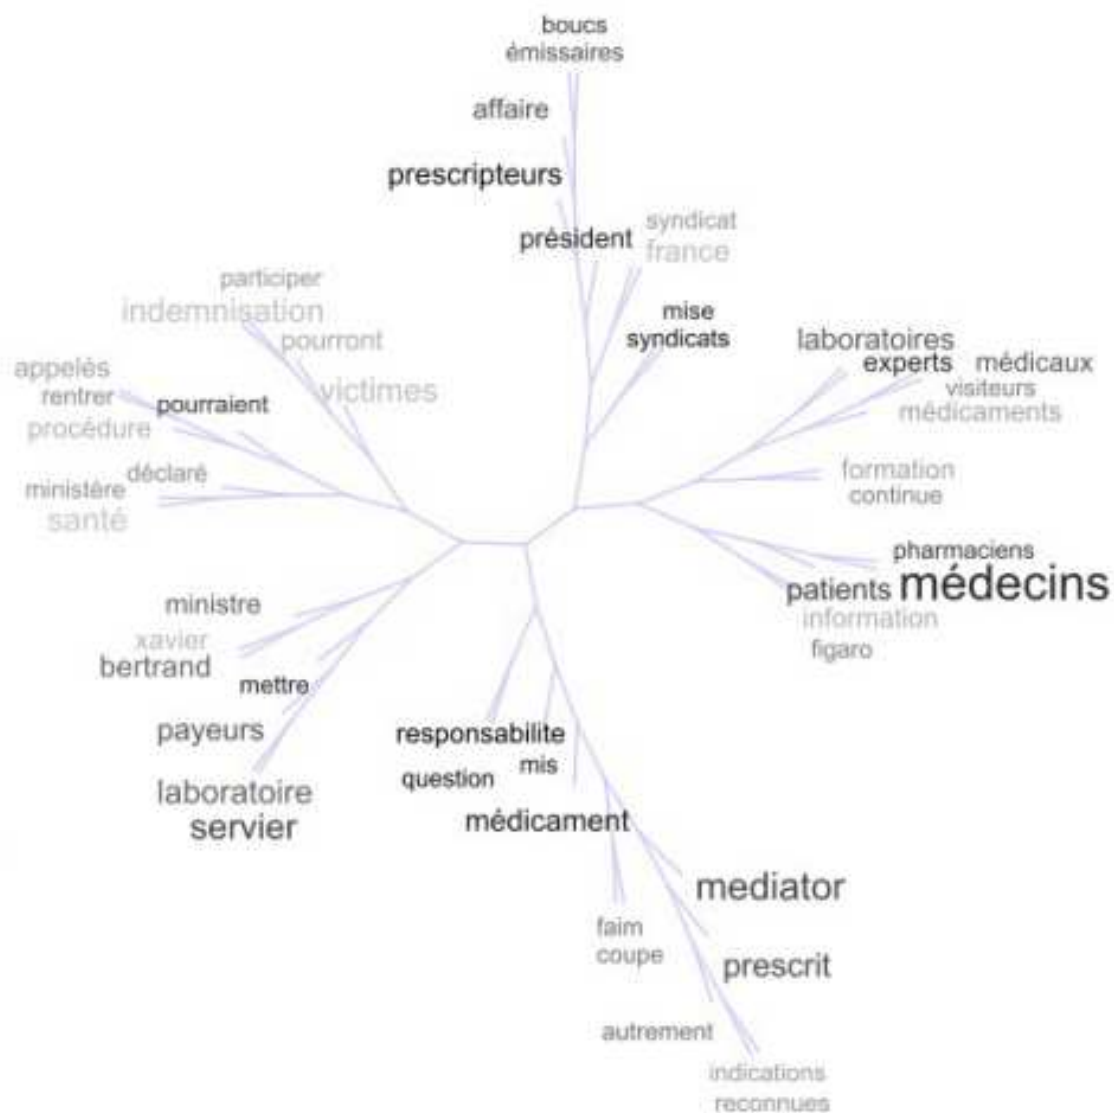 boucs
émissaires
affaire
prescripteurs
président
syndicat
france
participer
indemnisation
pourront
mise
syndicats
laboratoires
experts médicaux
visiteurs
médicaments
appelés
rentrer
pourraient
victimes
procédure
déclaré
ministère
santé
formation
continue
pharmaciens
patients médecins
information
figaro
ministre
xavier
bertrand
mettre
payeurs
laboratoire
servier
responsabilite
question
mis
médicament
mediator
faim
coupe
prescrit
autrement
indications
reconnues